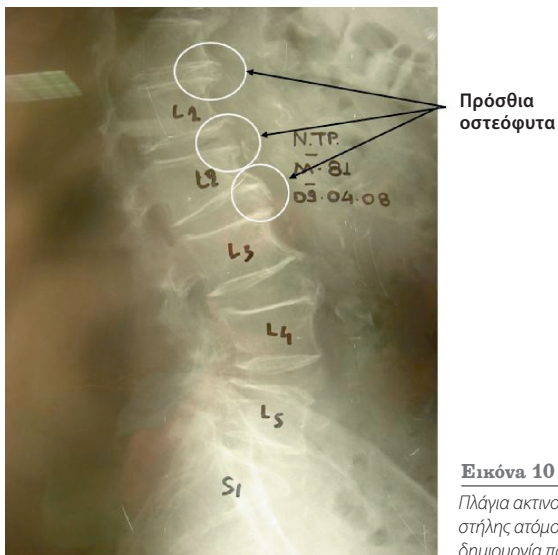 Πρόσθια
οστεόφυτα
L1
N.TP.
L2
M-81
09.04.08
L3
L4
L5
S1
Εικόνα 10
Πλάγια ακτινο
στήλης ατόμο
δημιουργία πο